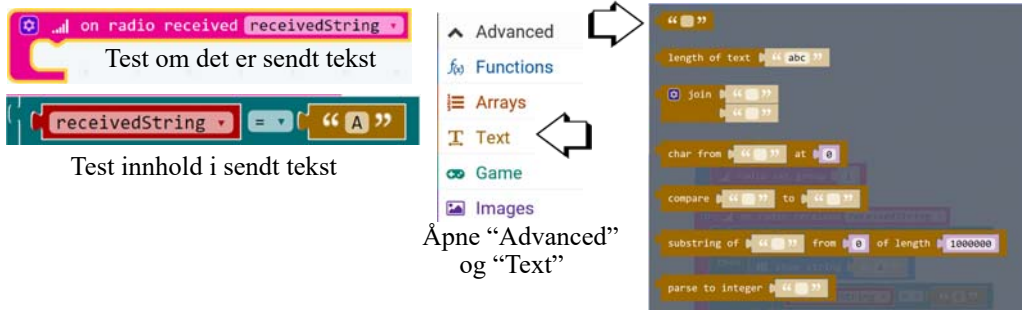 on radio received receivedString
Test om det er sendt tekst
receivedString = “ A ”
Test innhold i sendt tekst
Advanced
Functions
Arrays
Text
Game
Images
Åpne “Advanced”
og “Text”
“ ”
length of text “ abc ”
join “ ”
“ ”
char from “ ” at 0
compare “ ” to “ ”
substring of “ ” from 0 of length 1000000
parse to integer “ ”